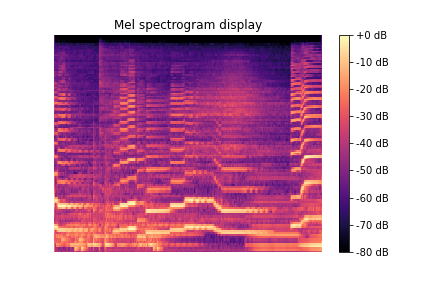 Mel spectrogram display
+0 dB
-10 dB
-20 dB
-30 dB
-40 dB
-50 dB
-60 dB
-70 dB
-80 dB